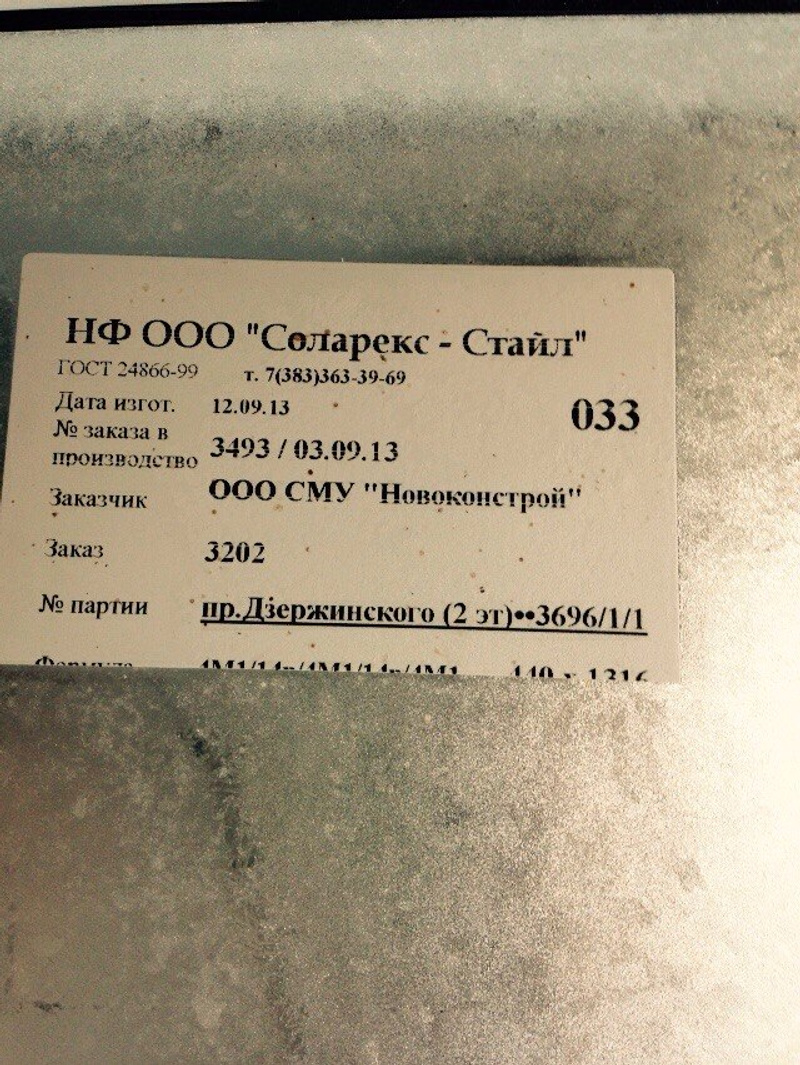 НФ ООО "Соларекс - Стайл"
ГОСТ 24866-99 т. 7(383)363-39-69
Дата изгот. 12.09.13 033
№ заказа в
производство 3493 / 03.09.13
Заказчик ООО СМУ "Новоконстрой"
Заказ 3202
№ партии пр.Дзержинского (2 эт)••3696/1/1